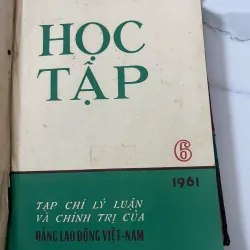 HỌC
TẬP
6
1961
TẠP CHÍ LÝ LUẬN
VÀ CHÍNH TRỊ CỦA
ĐẢNG LAO ĐỘNG VIỆT-NAM